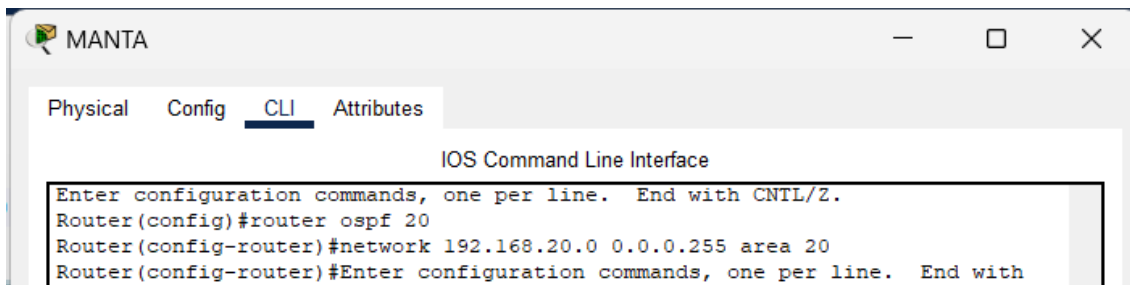 MANTA
Physical Config CLI Attributes
IOS Command Line Interface
Enter configuration commands, one per line. End with CNTL/Z.
Router(config)#router ospf 20
Router(config-router)#network 192.168.20.0 0.0.0.255 area 20
Router(config-router)#Enter configuration commands, one per line. End with